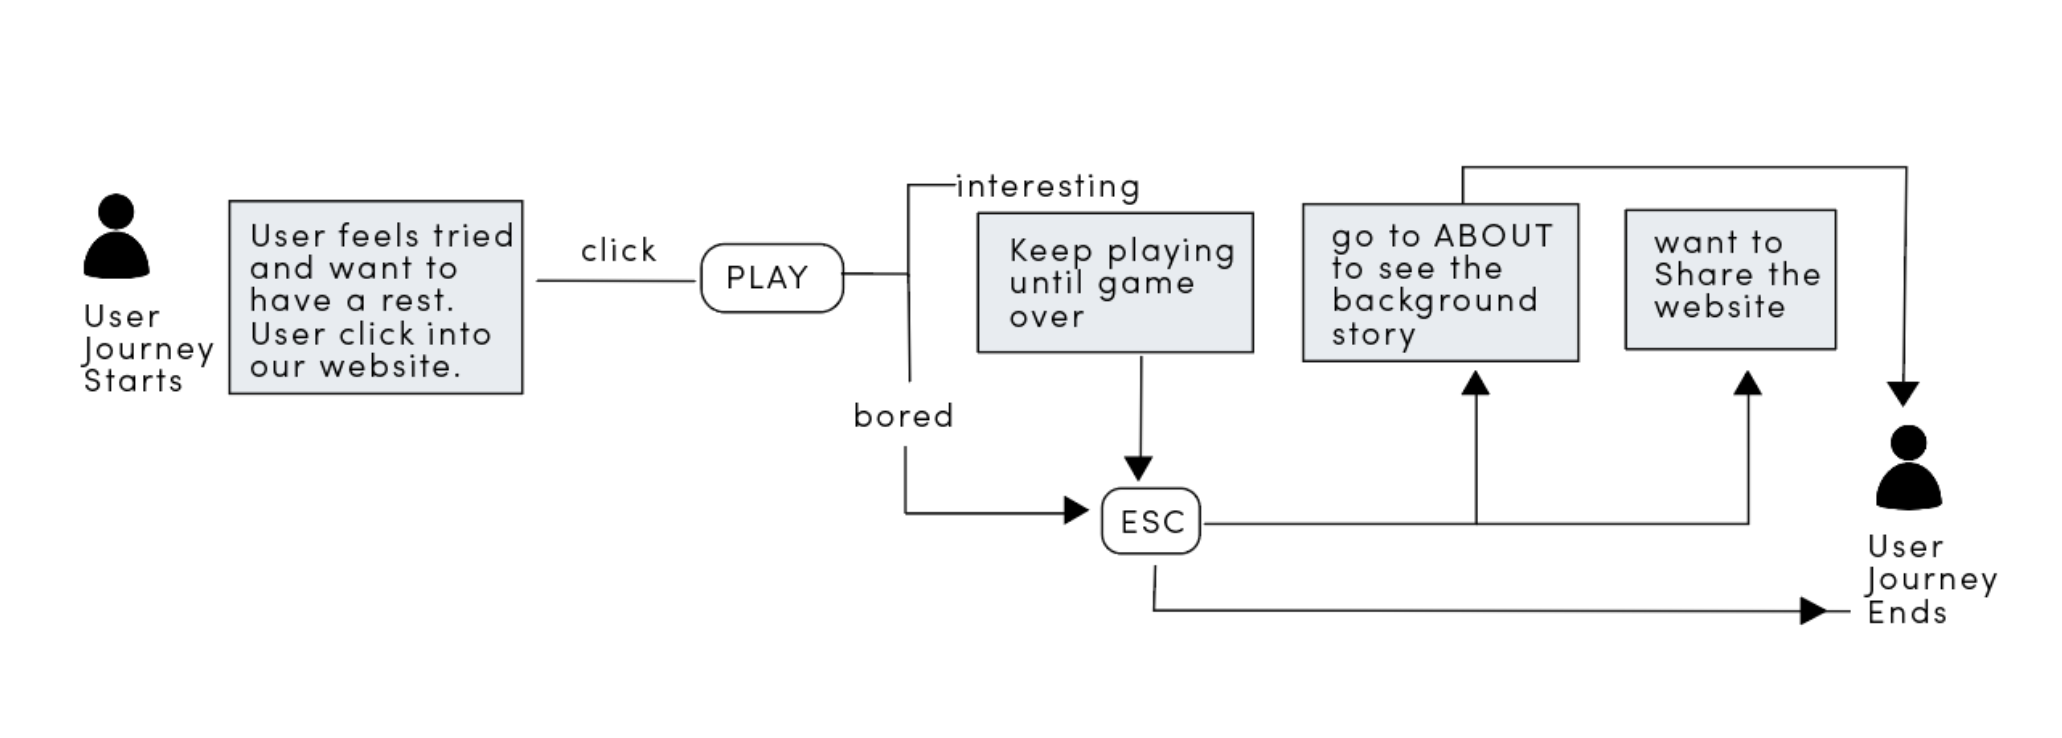 User
Journey
Starts
User feels tried
and want to
have a rest.
User click into
our website.
click
PLAY
interesting
Keep playing
until game
over
bored
ESC
go to ABOUT
to see the
background
story
want to
Share the
website
User
Journey
Ends